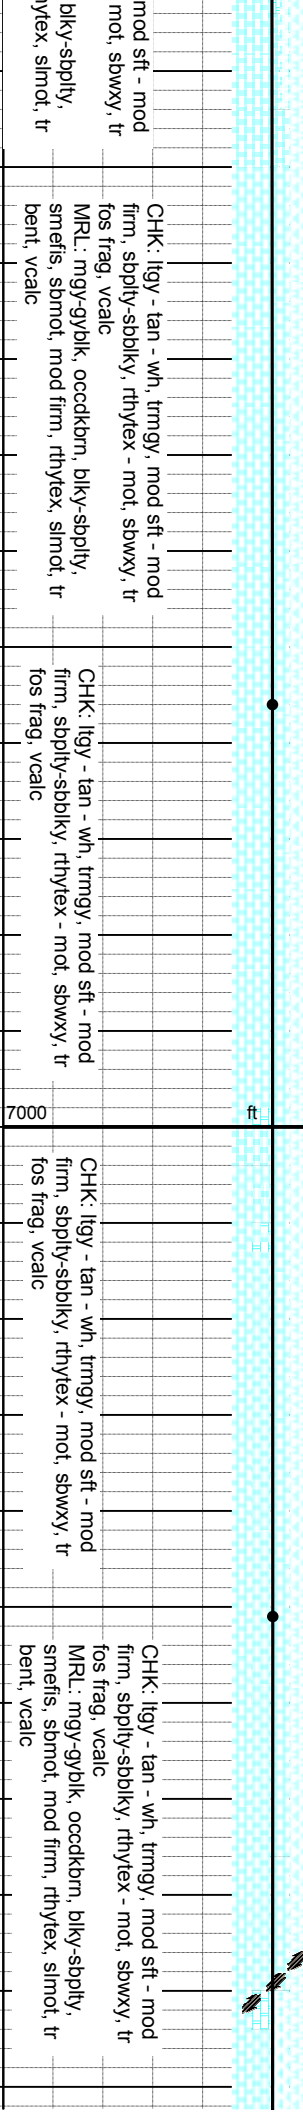 mod sft - mod
mot, sbwxy, tr
blky-sbplty,
slmot, tr
CHK: ltgy - tan - wh, trmgy, mod sft - mod
firm, sbplty-sbblky, rthytex - mot, sbwxy, tr
fos frag, vcalc
MRL: mgy-gyblk, occdkbrn, blky-sbplty,
smefis, sbmot, mod firm, rthytex, slmot, tr
bent, vcalc
CHK: ltgy - tan - wh, trmgy, mod sft - mod
firm, sbplty-sbblky, rthytex - mot, sbwxy, tr
fos frag, vcalc
7000
ft
CHK: ltgy - tan - wh, trmgy, mod sft - mod
firm, sbplty-sbblky, rthytex - mot, sbwxy, tr
fos frag, vcalc
CHK: ltgy - tan - wh, trmgy, mod sft - mod
firm, sbplty-sbblky, rthytex - mot, sbwxy, tr
fos frag, vcalc
MRL: mgy-gyblk, occdkbrn, blky-sbplty,
smefis, sbmot, mod firm, rthytex, slmot, tr
bent, vcalc